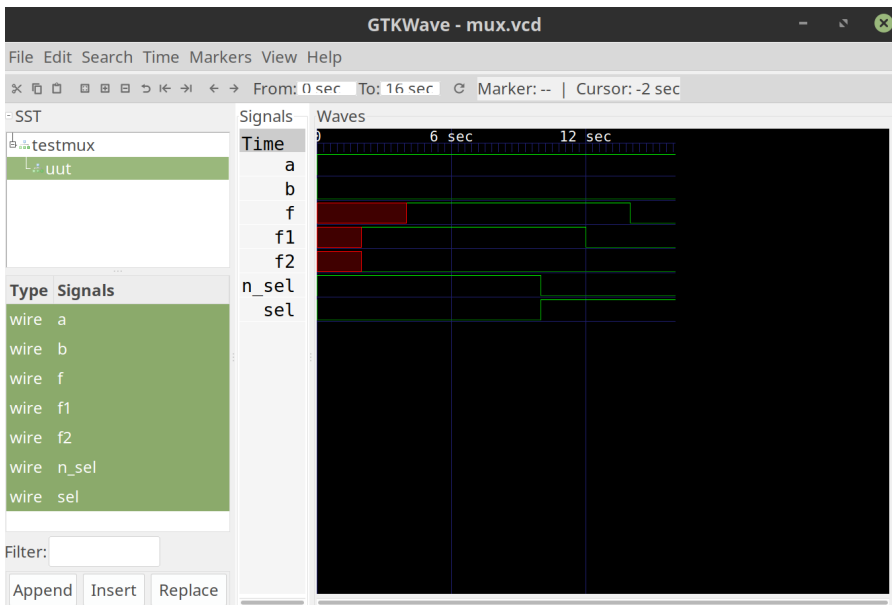 GTKWave - mux.vcd
File Edit Search Time Markers View Help
From: 0 sec To: 16 sec Marker: -- | Cursor: -2 sec
SST
testmux
uut
Type Signals
wire a
wire b
wire f
wire f1
wire f2
wire n_sel
wire sel
Filter:
Append Insert Replace
Signals
Time
a
b
f
f1
f2
n_sel
sel
Waves
0 6 sec 12 sec